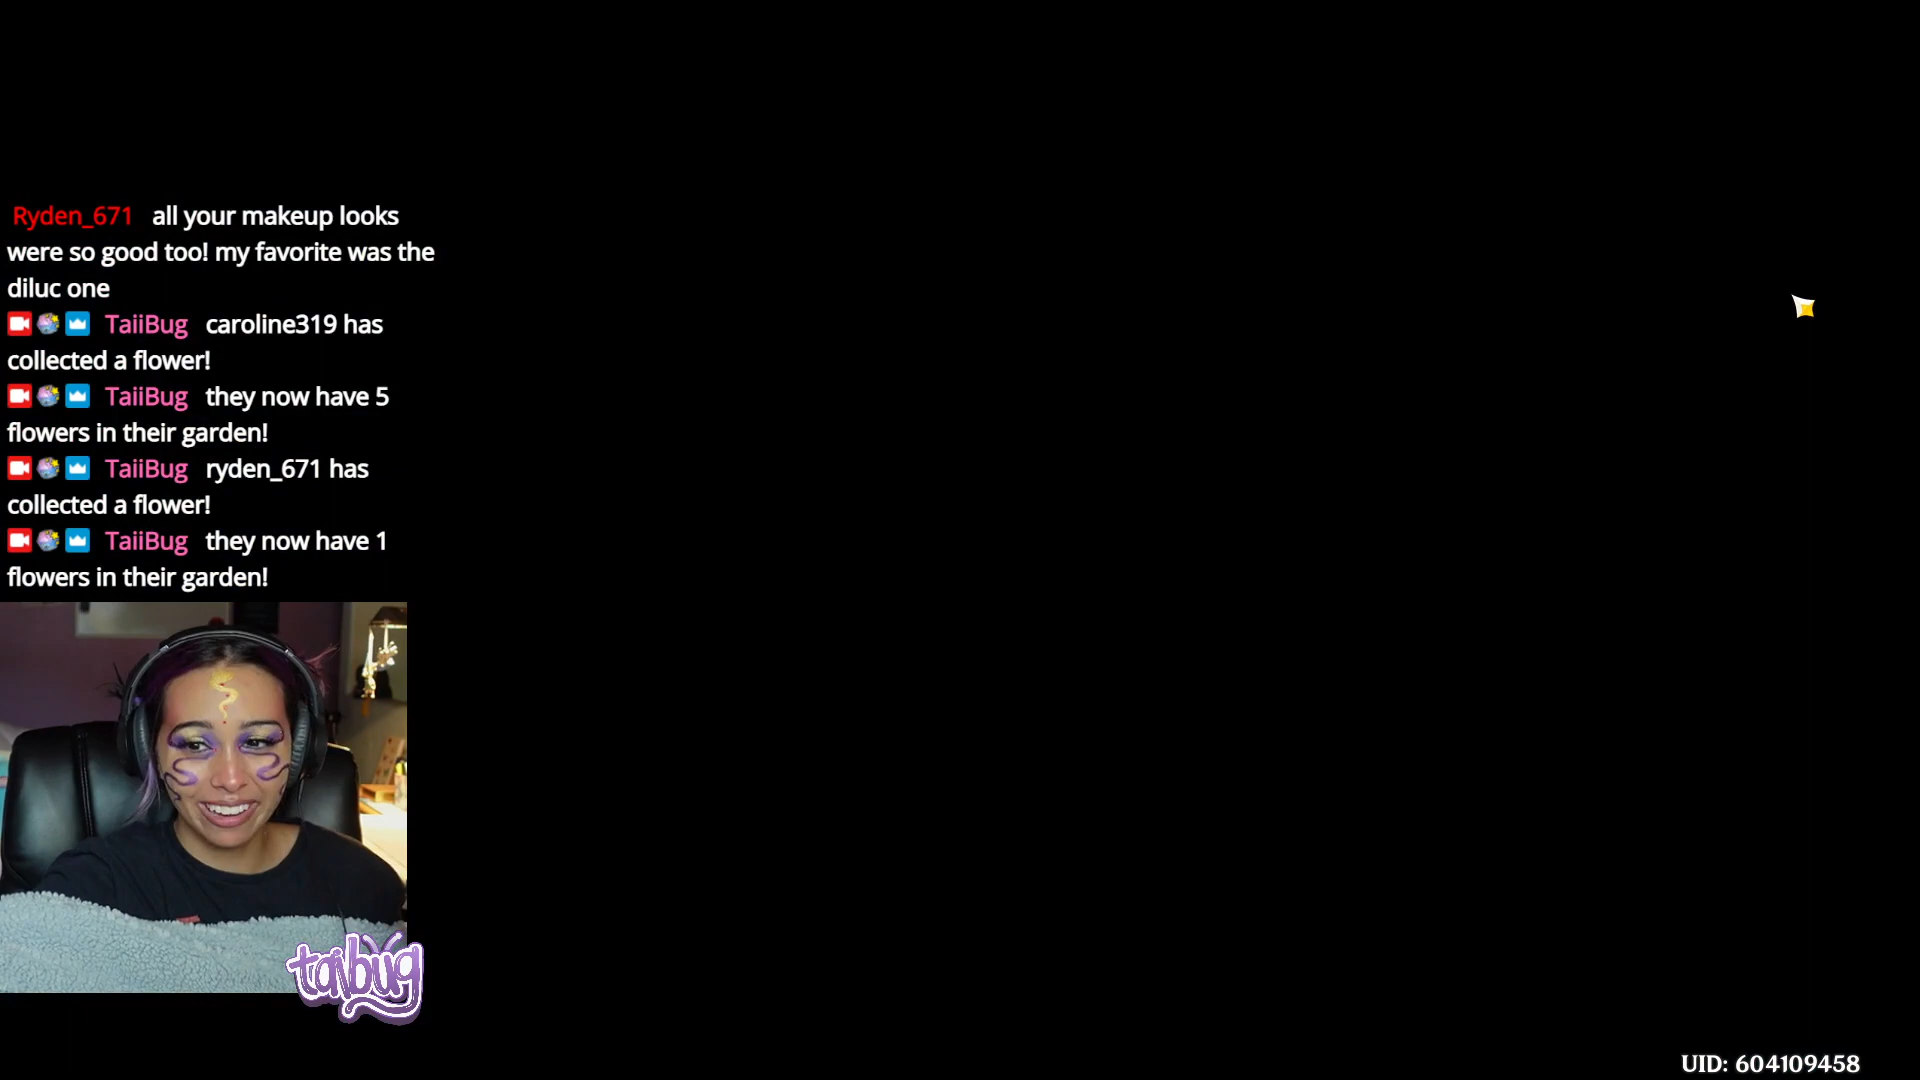 Ryden_671 all your makeup looks
were so good too! my favorite was the
diluc one
TaiiBug caroline319 has
collected a flower!
TaiiBug they now have 5
flowers in their garden!
TaiiBug ryden_671 has
collected a flower!
TaiiBug they now have 1
flowers in their garden!
taibug
UID: 604109458